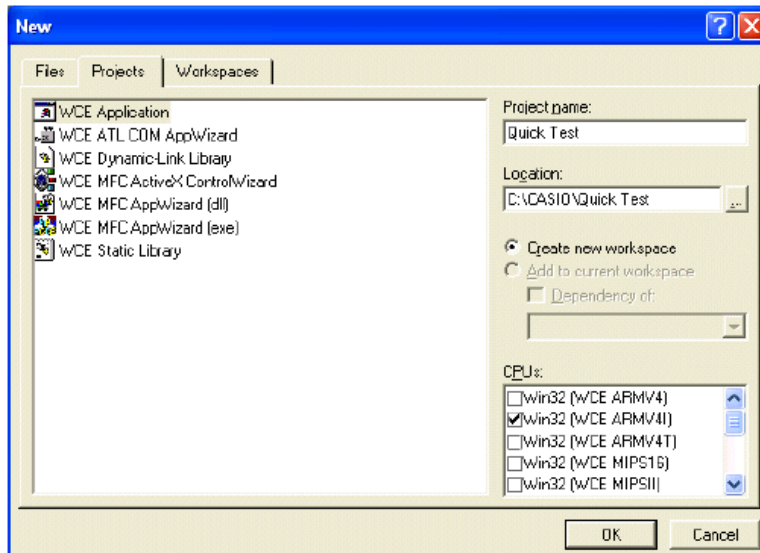 New
Files Projects Workspaces
WCE Application
WCE ATL COM AppWizard
WCE Dynamic-Link Library
WCE MFC ActiveX ControlWizard
WCE MFC AppWizard (dll)
WCE MFC AppWizard (exe)
WCE Static Library
Project name:
Quick Test
Location:
C:\CASIO\Quick Test
...
Create new workspace
Add to current workspace
Dependency of:
CPUs:
Win32 (WCE ARMV4)
Win32 (WCE ARMV4I)
Win32 (WCE ARMV4T)
Win32 (WCE MIPS16)
Win32 (WCE MIPSII)
OK Cancel